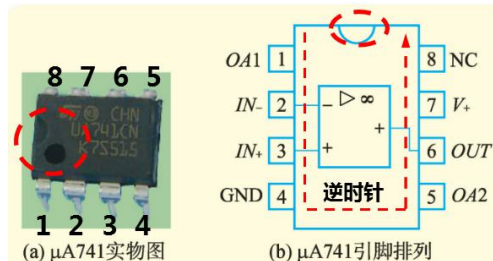 8 7 6 5
CHN
UA741CN
K7S515
1 2 3 4
(a) μA741实物图
OA1 1
IN- 2
IN+ 3
GND 4
8 NC
7 V+
6 OUT
5 OA2
- ▷ ∞
+
+
逆时针
(b) μA741引脚排列